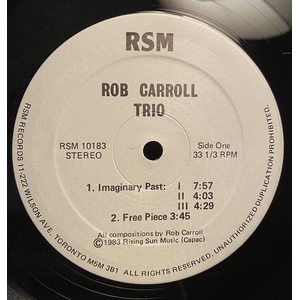 RSM
ROB CARROLL
TRIO
RSM 10183
STEREO
Side One
33 1/3 RPM
1. Imaginary Past: I 7:57
II 4:03
III 4:29
2. Free Piece 3:45
All compositions by Rob Carroll
©1983 Rising Sun Music (Capac)
RSM RECORDS 11-222 WILSON AVE. TORONTO M5M 3B1 ALL RIGHTS RESERVED. UNAUTHORIZED DUPLICATION PROHIBITED